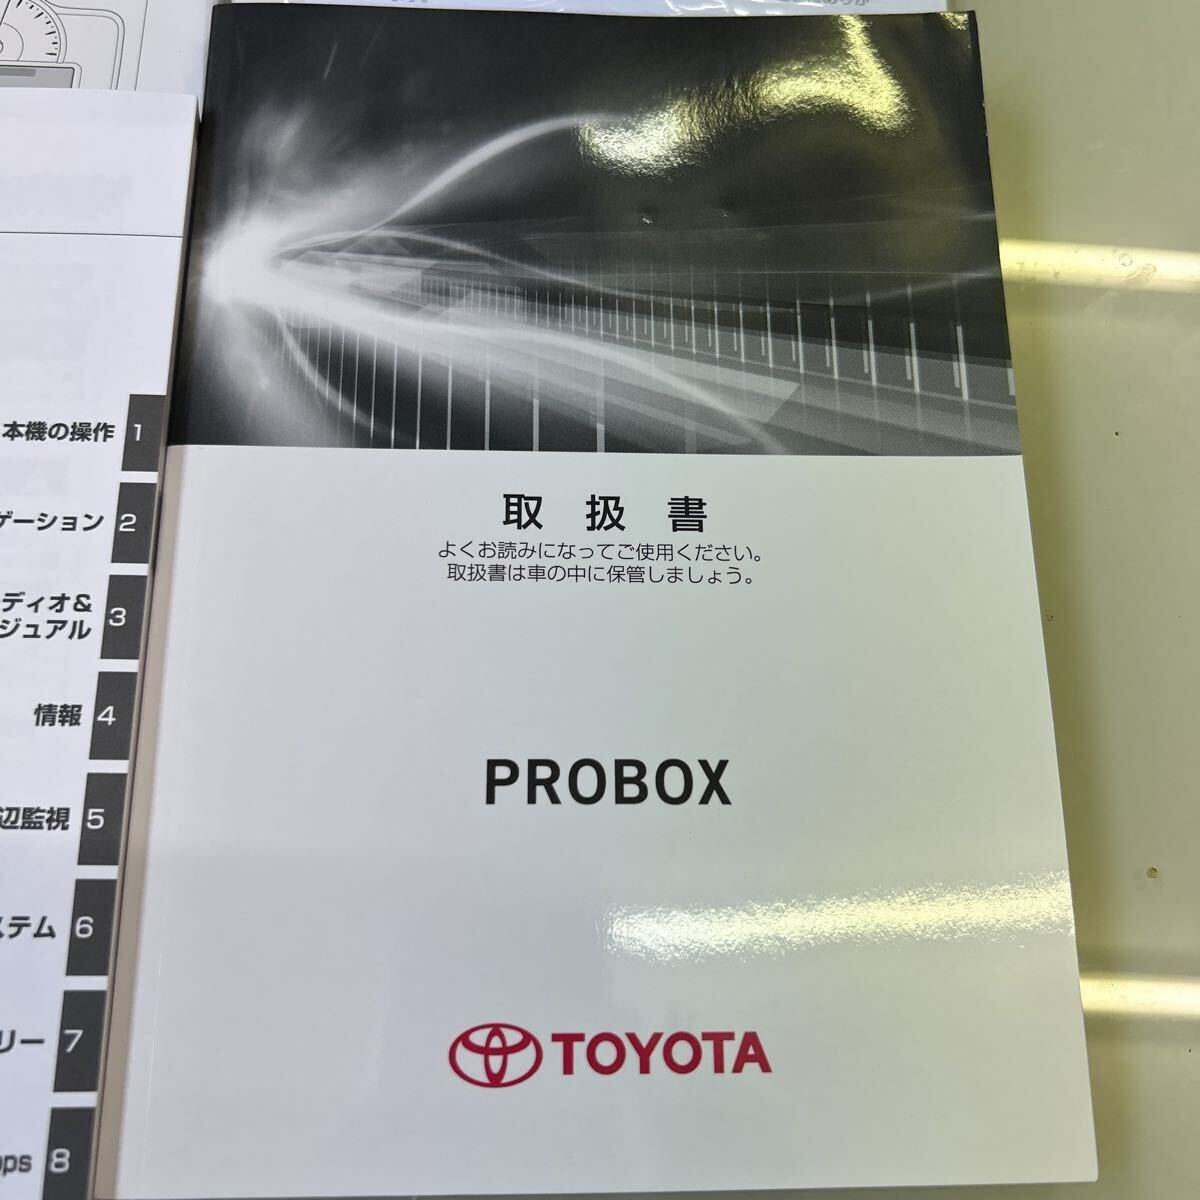 取扱書
よくお読みになってご使用ください。
取扱書は車の中に保管しましょう。
PROBOX
TOYOTA
本機の操作 1
ゲーション 2
ディオ&
ジュアル 3
情報 4
辺監視 5
ステム 6
リー 7
pps 8